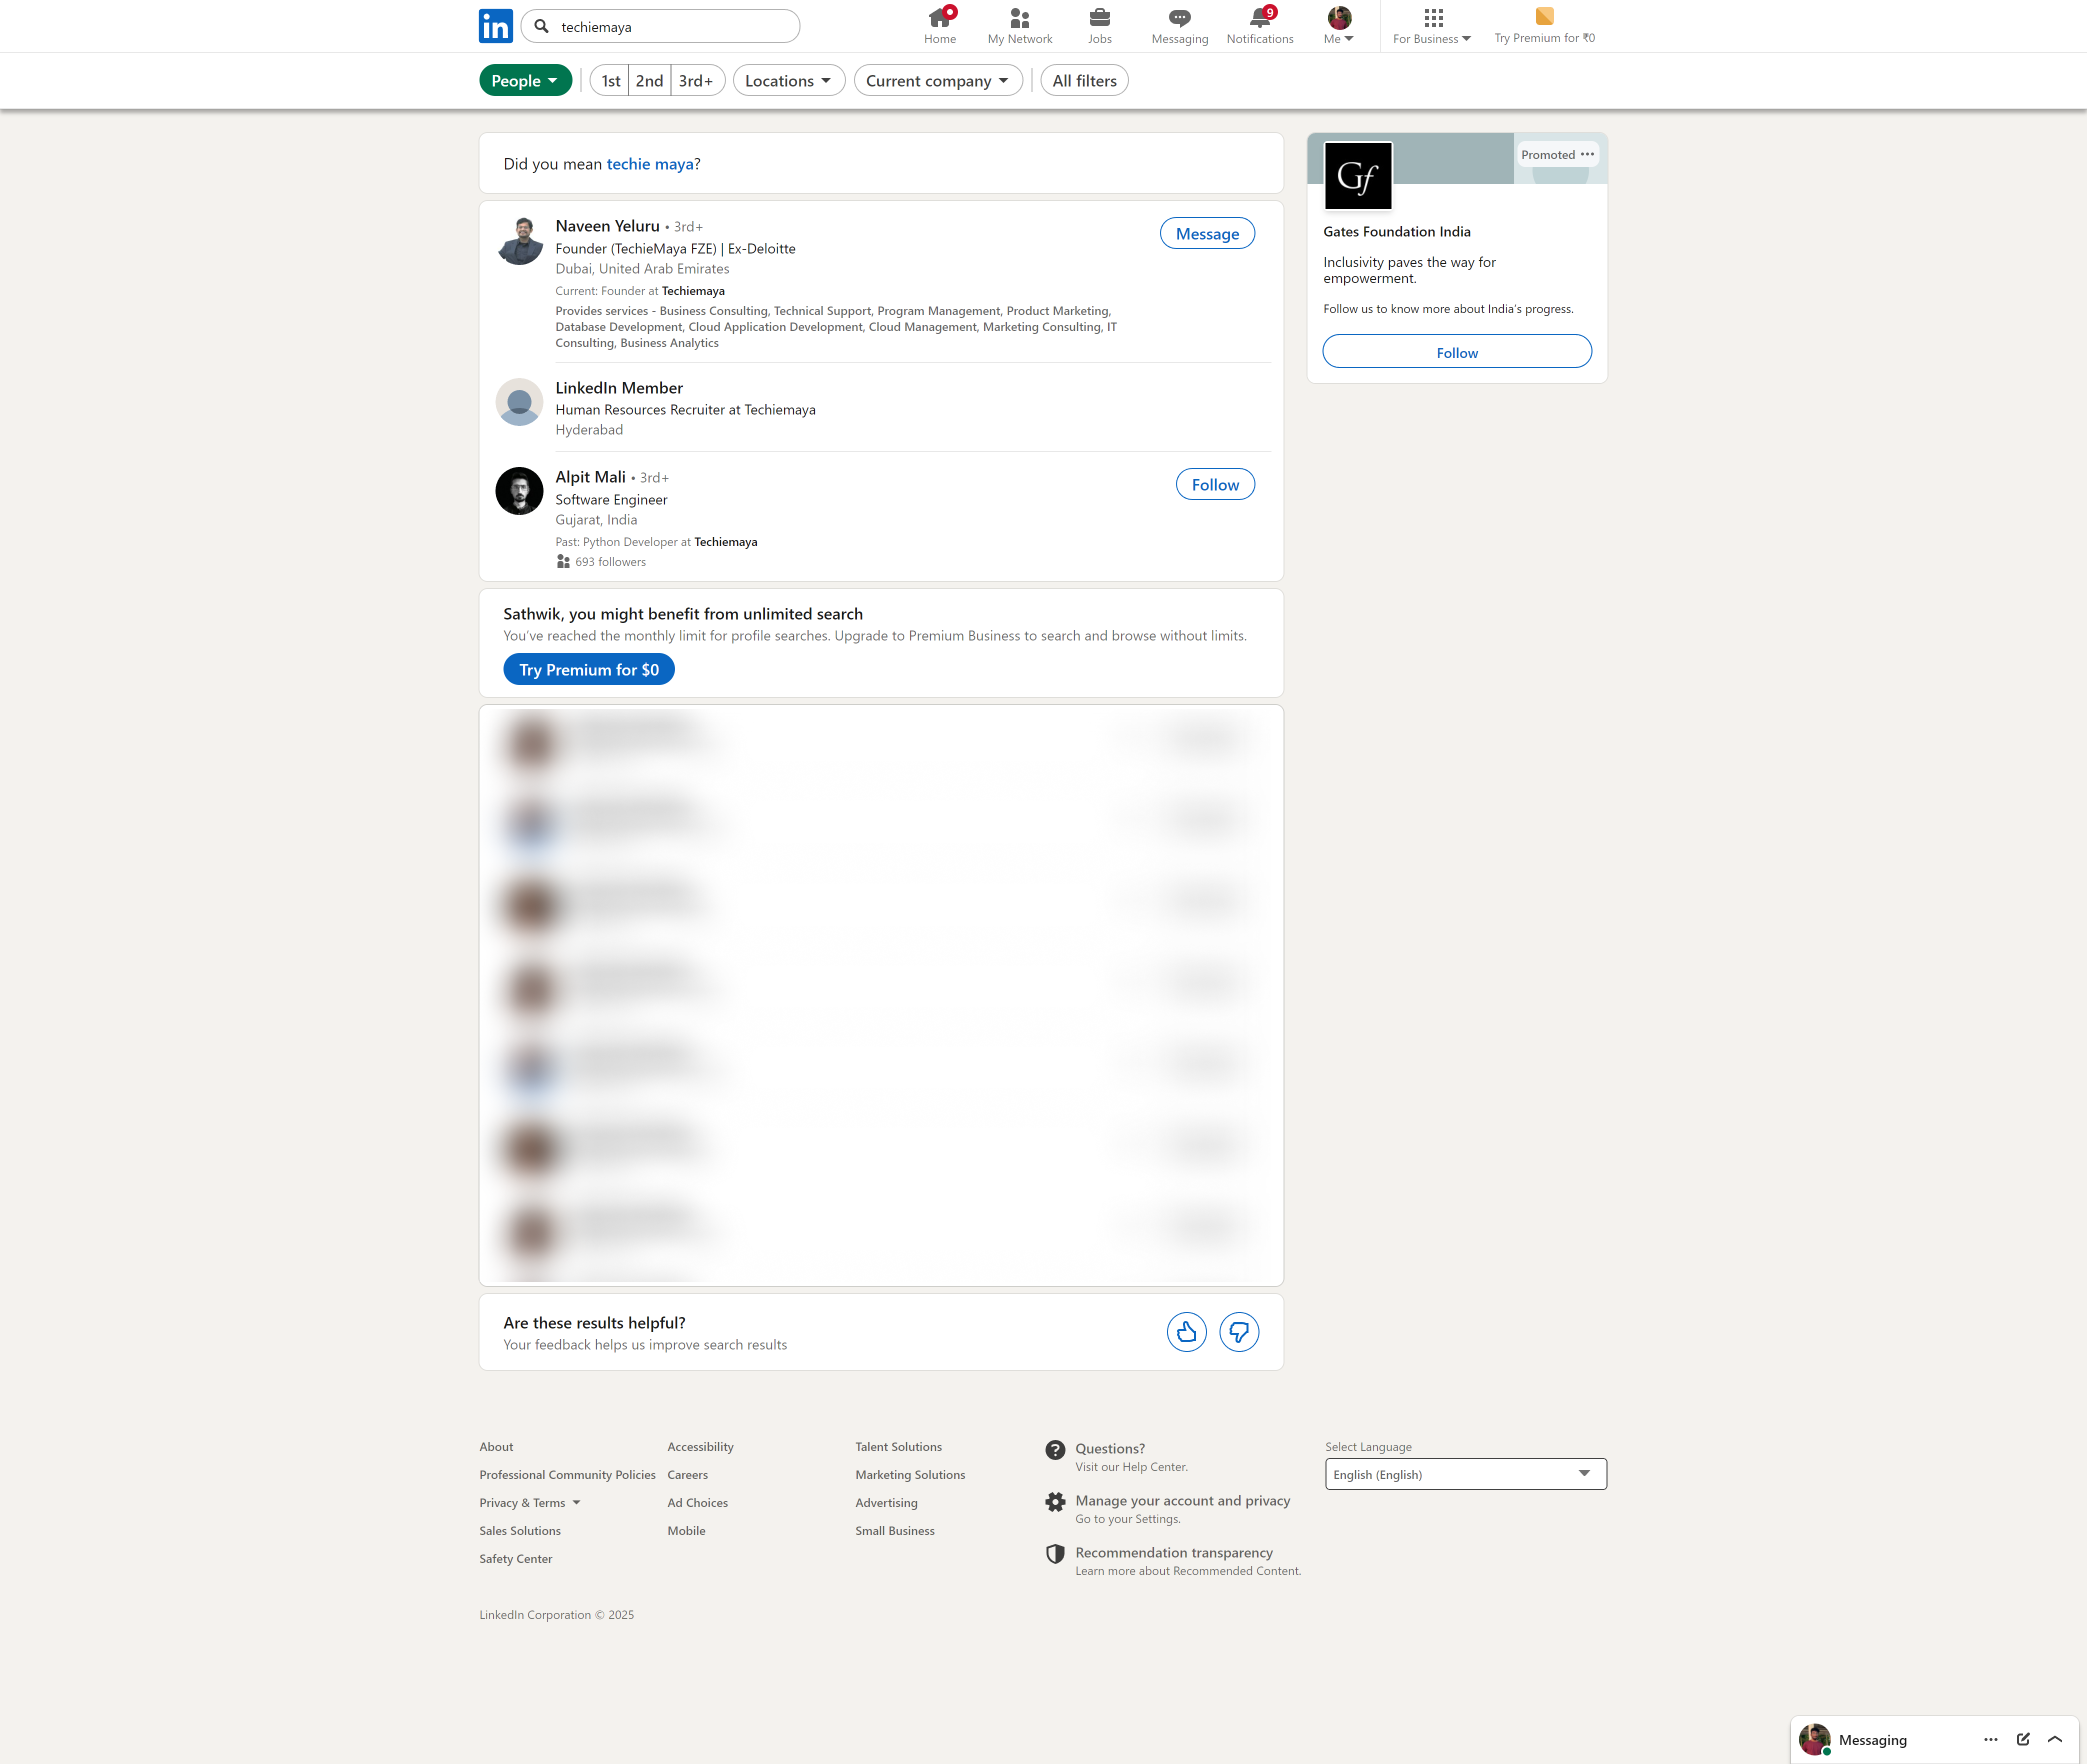 in
techiemaya
Home
My Network
Jobs
Messaging
9
Notifications
Me
For Business
Try Premium for ₹0
People
1st
2nd
3rd+
Locations
Current company
All filters
Did you mean techie maya?
Naveen Yeluru • 3rd+
Message
Founder (TechieMaya FZE) | Ex-Deloitte
Dubai, United Arab Emirates
Current: Founder at Techiemaya
Provides services - Business Consulting, Technical Support, Program Management, Product Marketing,
Database Development, Cloud Application Development, Cloud Management, Marketing Consulting, IT
Consulting, Business Analytics
LinkedIn Member
Human Resources Recruiter at Techiemaya
Hyderabad
Alpit Mali • 3rd+
Follow
Software Engineer
Gujarat, India
Past: Python Developer at Techiemaya
693 followers
Sathwik, you might benefit from unlimited search
You've reached the monthly limit for profile searches. Upgrade to Premium Business to search and browse without limits.
Try Premium for $0
Promoted •••
Gf
Gates Foundation India
Inclusivity paves the way for
empowerment.
Follow us to know more about India's progress.
Follow
Are these results helpful?
Your feedback helps us improve search results
About
Accessibility
Talent Solutions
Professional Community Policies
Careers
Marketing Solutions
Privacy & Terms
Ad Choices
Advertising
Sales Solutions
Mobile
Small Business
Safety Center
Questions?
Visit our Help Center.
Manage your account and privacy
Go to your Settings.
Recommendation transparency
Learn more about Recommended Content.
Select Language
English (English)
LinkedIn Corporation © 2025
Messaging